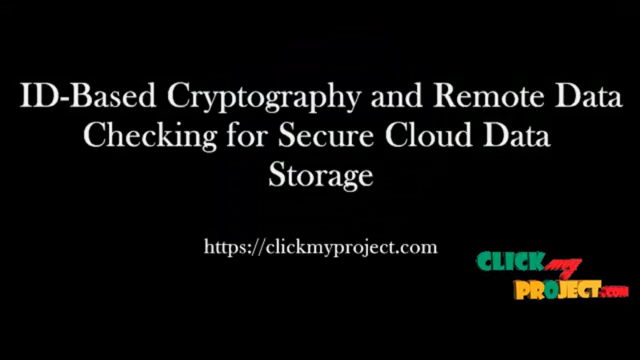 ID-Based Cryptography and Remote Data
Checking for Secure Cloud Data
Storage
https://clickmyproject.com
CLICK my
PROJECT.COM